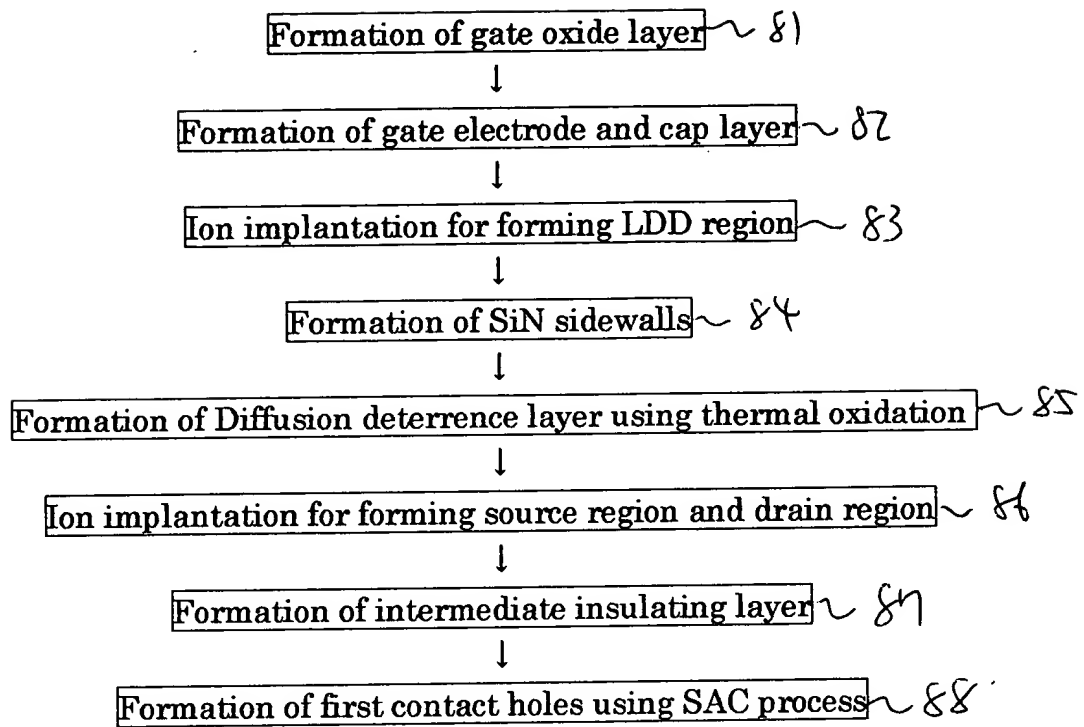 Formation of gate oxide layer 81
↓
Formation of gate electrode and cap layer 82
↓
Ion implantation for forming LDD region 83
↓
Formation of SiN sidewalls 84
↓
Formation of Diffusion deterrence layer using thermal oxidation 85
↓
Ion implantation for forming source region and drain region 86
↓
Formation of intermediate insulating layer 87
↓
Formation of first contact holes using SAC process 88